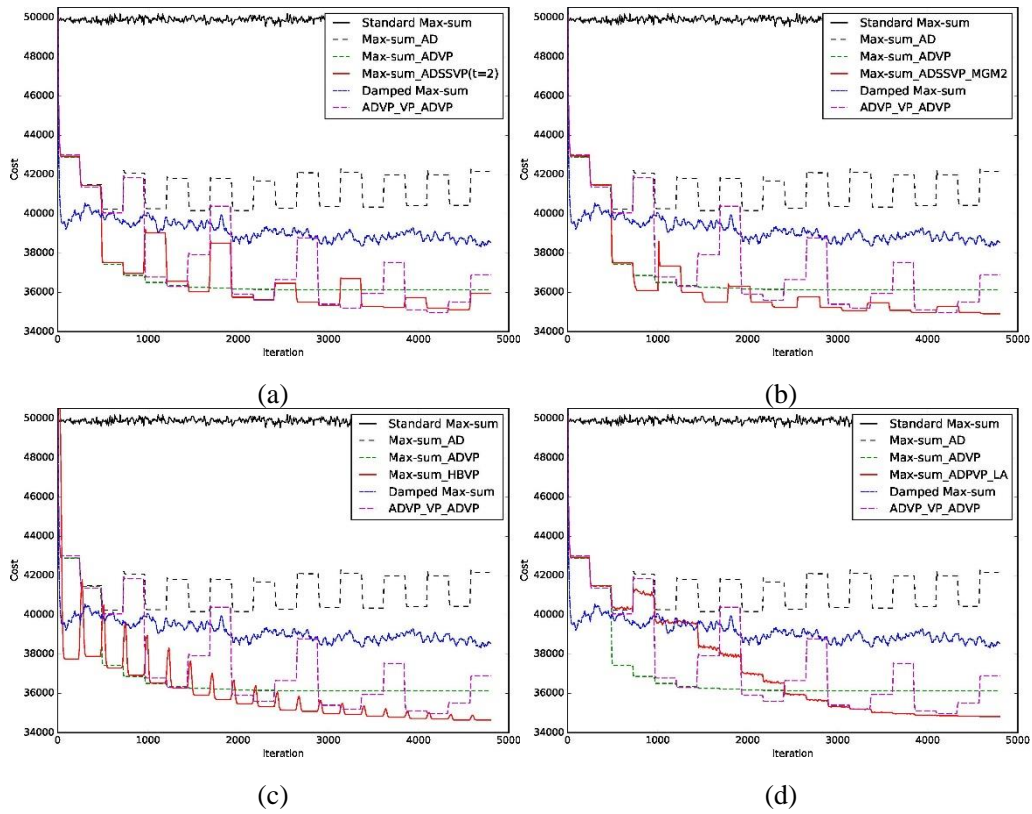 50000
48000
46000
44000
42000
40000
38000
36000
34000
Cost
0
1000
2000
3000
4000
5000
Iteration
Standard Max-sum
Max-sum_AD
Max-sum_ADVP
Max-sum_ADSSVP(t=2)
Damped Max-sum
ADVP_VP_ADVP
(a)
50000
48000
46000
44000
42000
40000
38000
36000
34000
Cost
0
1000
2000
3000
4000
5000
Iteration
Standard Max-sum
Max-sum_AD
Max-sum_ADVP
Max-sum_ADSSVP_MGM2
Damped Max-sum
ADVP_VP_ADVP
(b)
50000
48000
46000
44000
42000
40000
38000
36000
34000
Cost
0
1000
2000
3000
4000
5000
Iteration
Standard Max-sum
Max-sum_AD
Max-sum_ADVP
Max-sum_HBVP
Damped Max-sum
ADVP_VP_ADVP
(c)
50000
48000
46000
44000
42000
40000
38000
36000
34000
Cost
0
1000
2000
3000
4000
5000
Iteration
Standard Max-sum
Max-sum_AD
Max-sum_ADVP
Max-sum_ADPVP_LA
Damped Max-sum
ADVP_VP_ADVP
(d)